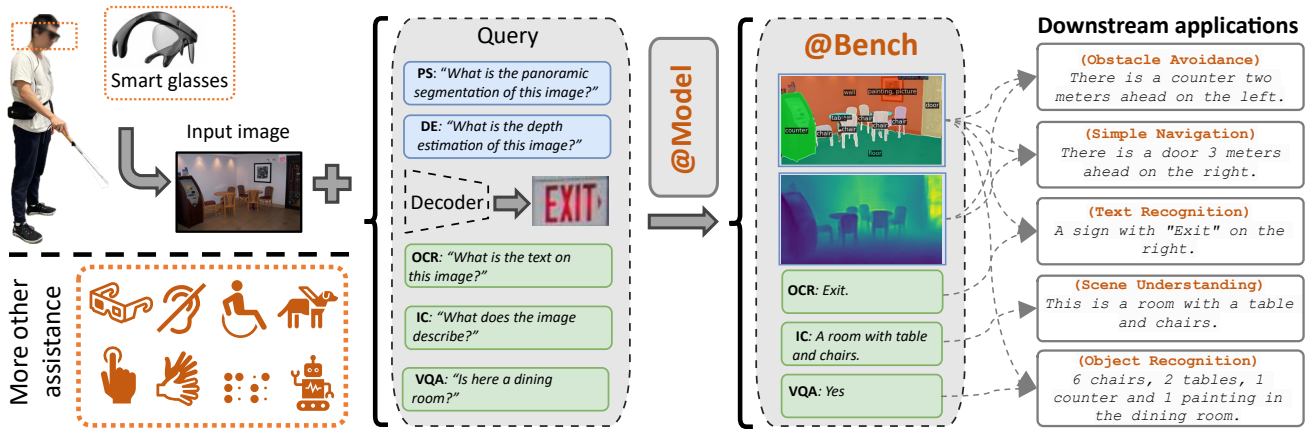 Smart glasses
Input image
More other
assistance
Query
PS: “What is the panoramic
segmentation of this image?”
DE: “What is the depth
estimation of this image?”
Decoder
EXIT
OCR: “What is the text on
this image?”
IC: “What does the image
describe?”
VQA: “Is here a dining
room?”
@Model
@Bench
wall
painting, picture
door
table
chair
chair
chair
chair
chair
counter
floor
OCR: Exit.
IC: A room with table
and chairs.
VQA: Yes
Downstream applications
(Obstacle Avoidance)
There is a counter two
meters ahead on the left.
(Simple Navigation)
There is a door 3 meters
ahead on the right.
(Text Recognition)
A sign with "Exit" on the
right.
(Scene Understanding)
This is a room with a table
and chairs.
(Object Recognition)
6 chairs, 2 tables, 1
counter and 1 painting in
the dining room.